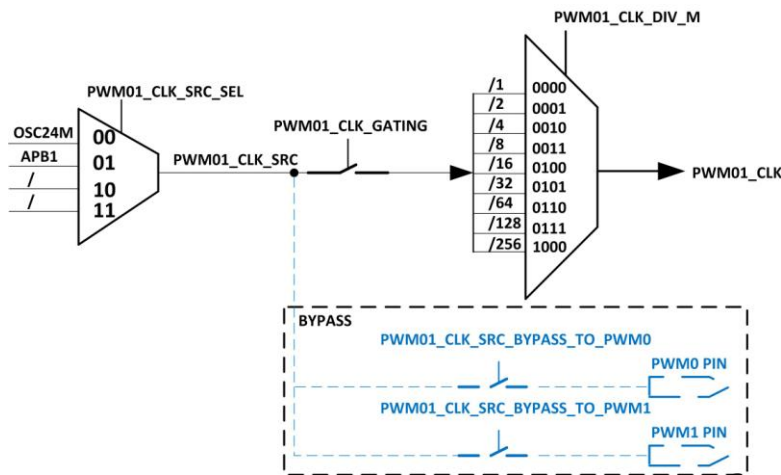 PWM01_CLK_DIV_M
PWM01_CLK_SRC_SEL
OSC24M
00
APB1
01
/
10
/
11
PWM01_CLK_SRC
PWM01_CLK_GATING
/1 0000
/2 0001
/4 0010
/8 0011
/16 0100
/32 0101
/64 0110
/128 0111
/256 1000
PWM01_CLK
BYPASS
PWM01_CLK_SRC_BYPASS_TO_PWM0
PWM0 PIN
PWM01_CLK_SRC_BYPASS_TO_PWM1
PWM1 PIN